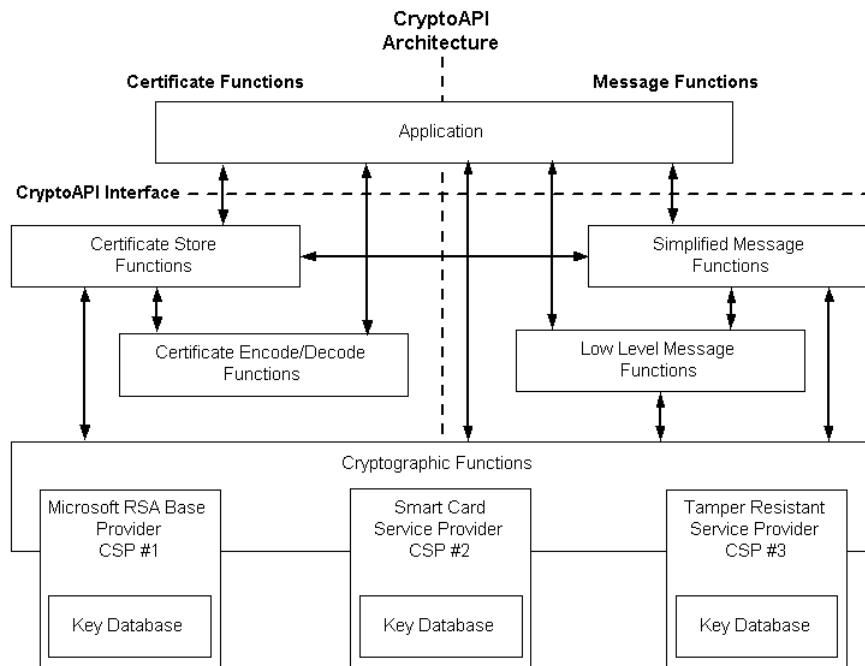 CryptoAPI
Architecture
Certificate Functions
Message Functions
Application
CryptoAPI Interface
Certificate Store
Functions
Simplified Message
Functions
Certificate Encode/Decode
Functions
Low Level Message
Functions
Cryptographic Functions
Microsoft RSA Base
Provider
CSP #1
Smart Card
Service Provider
CSP #2
Tamper Resistant
Service Provider
CSP #3
Key Database
Key Database
Key Database